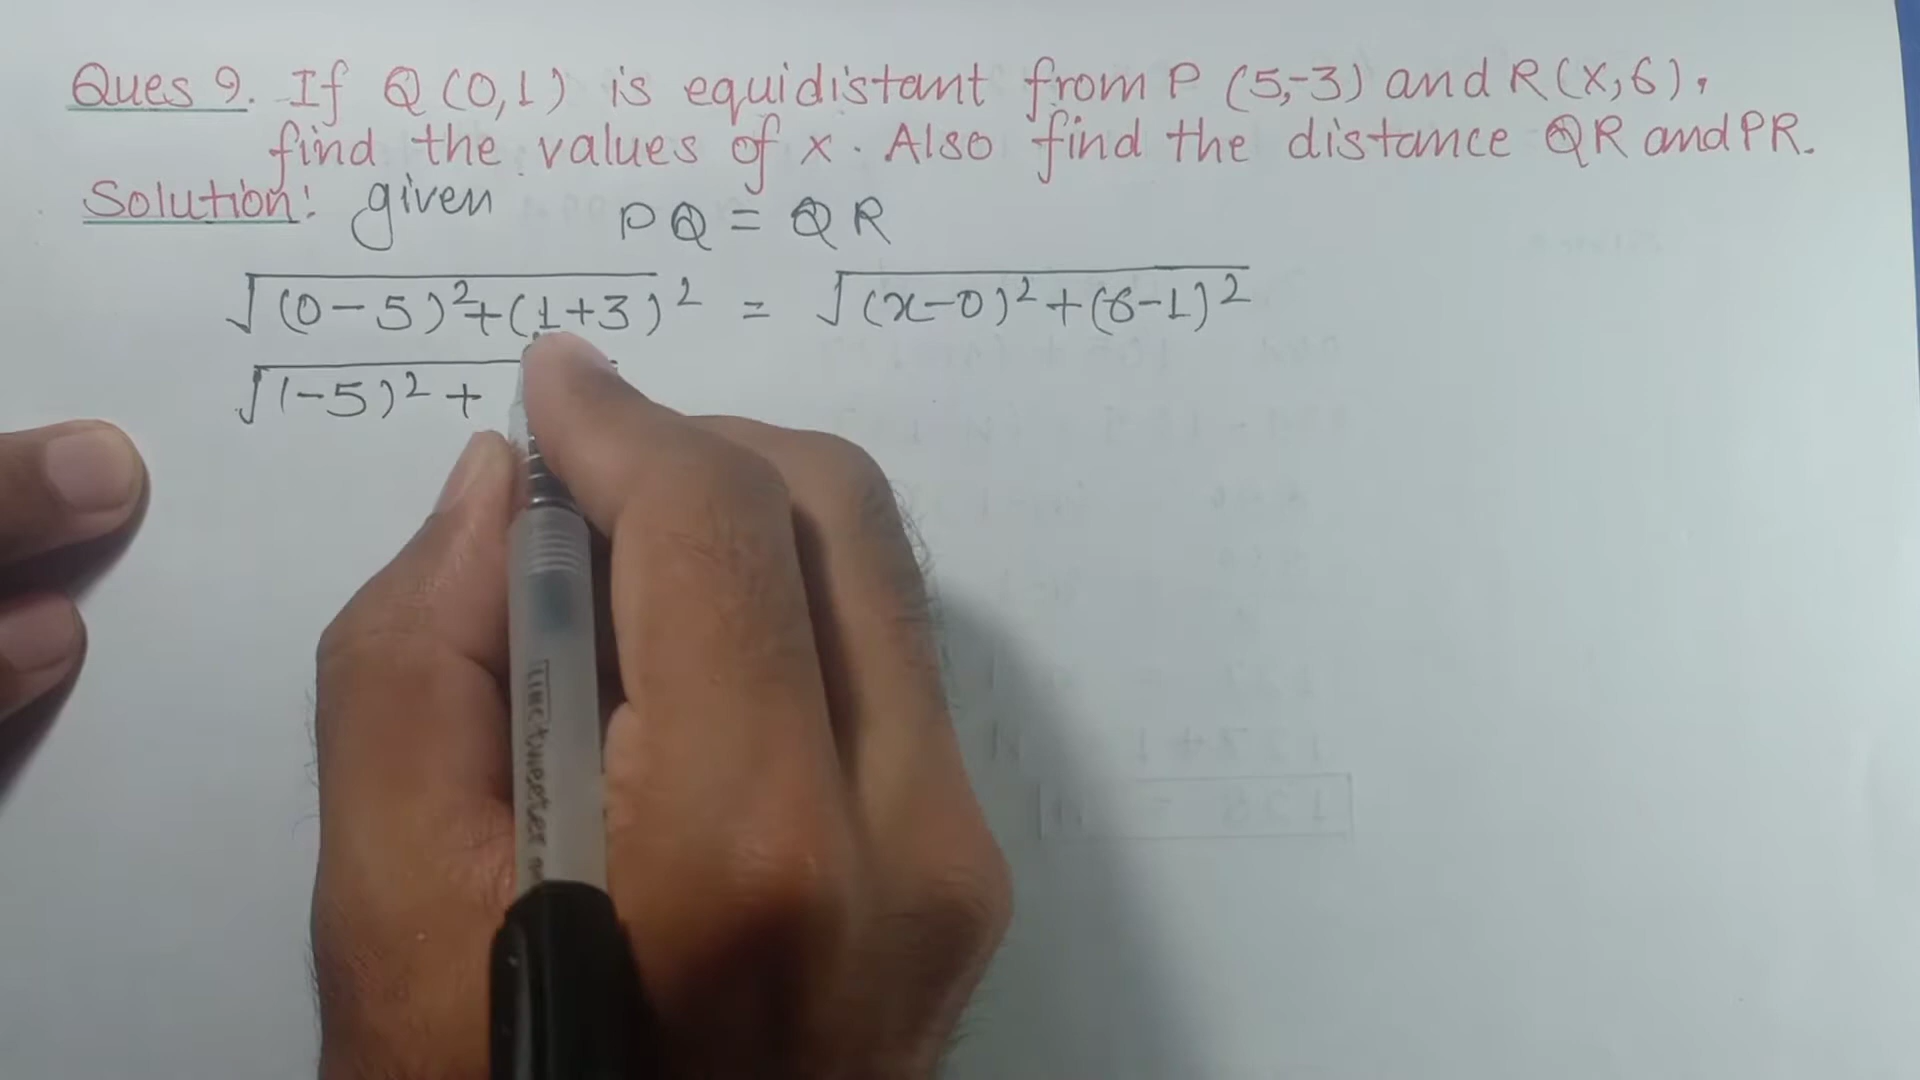 Ques 9. If Q (0,1) is equidistant from P (5,-3) and R (x,6),
find the values of x. Also find the distance QR and PR.
Solution: given PQ = QR
√(0-5)²+(1+3)² = √(x-0)²+(6-1)²
√(-5)² +